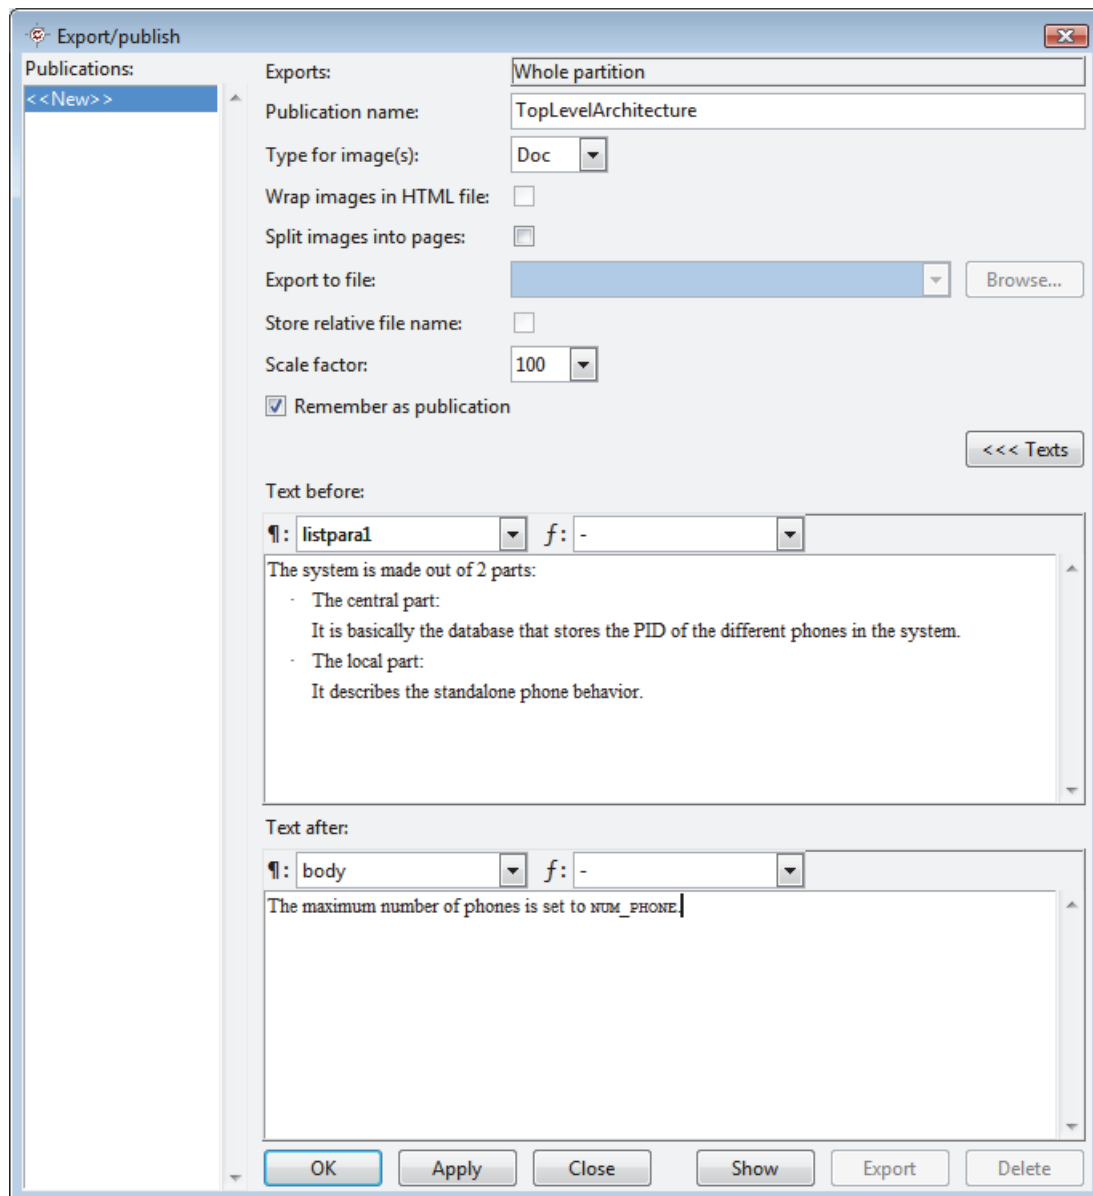 Export/publish
Publications:
<<New>>
Exports: Whole partition
Publication name: TopLevelArchitecture
Type for image(s): Doc
Wrap images in HTML file:
Split images into pages:
Export to file: Browse...
Store relative file name:
Scale factor: 100
Remember as publication
<<< Texts
Text before:
¶: listpara1 ƒ: -
The system is made out of 2 parts:
· The central part:
It is basically the database that stores the PID of the different phones in the system.
· The local part:
It describes the standalone phone behavior.
Text after:
¶: body ƒ: -
The maximum number of phones is set to NUM_PHONE.
OK Apply Close Show Export Delete